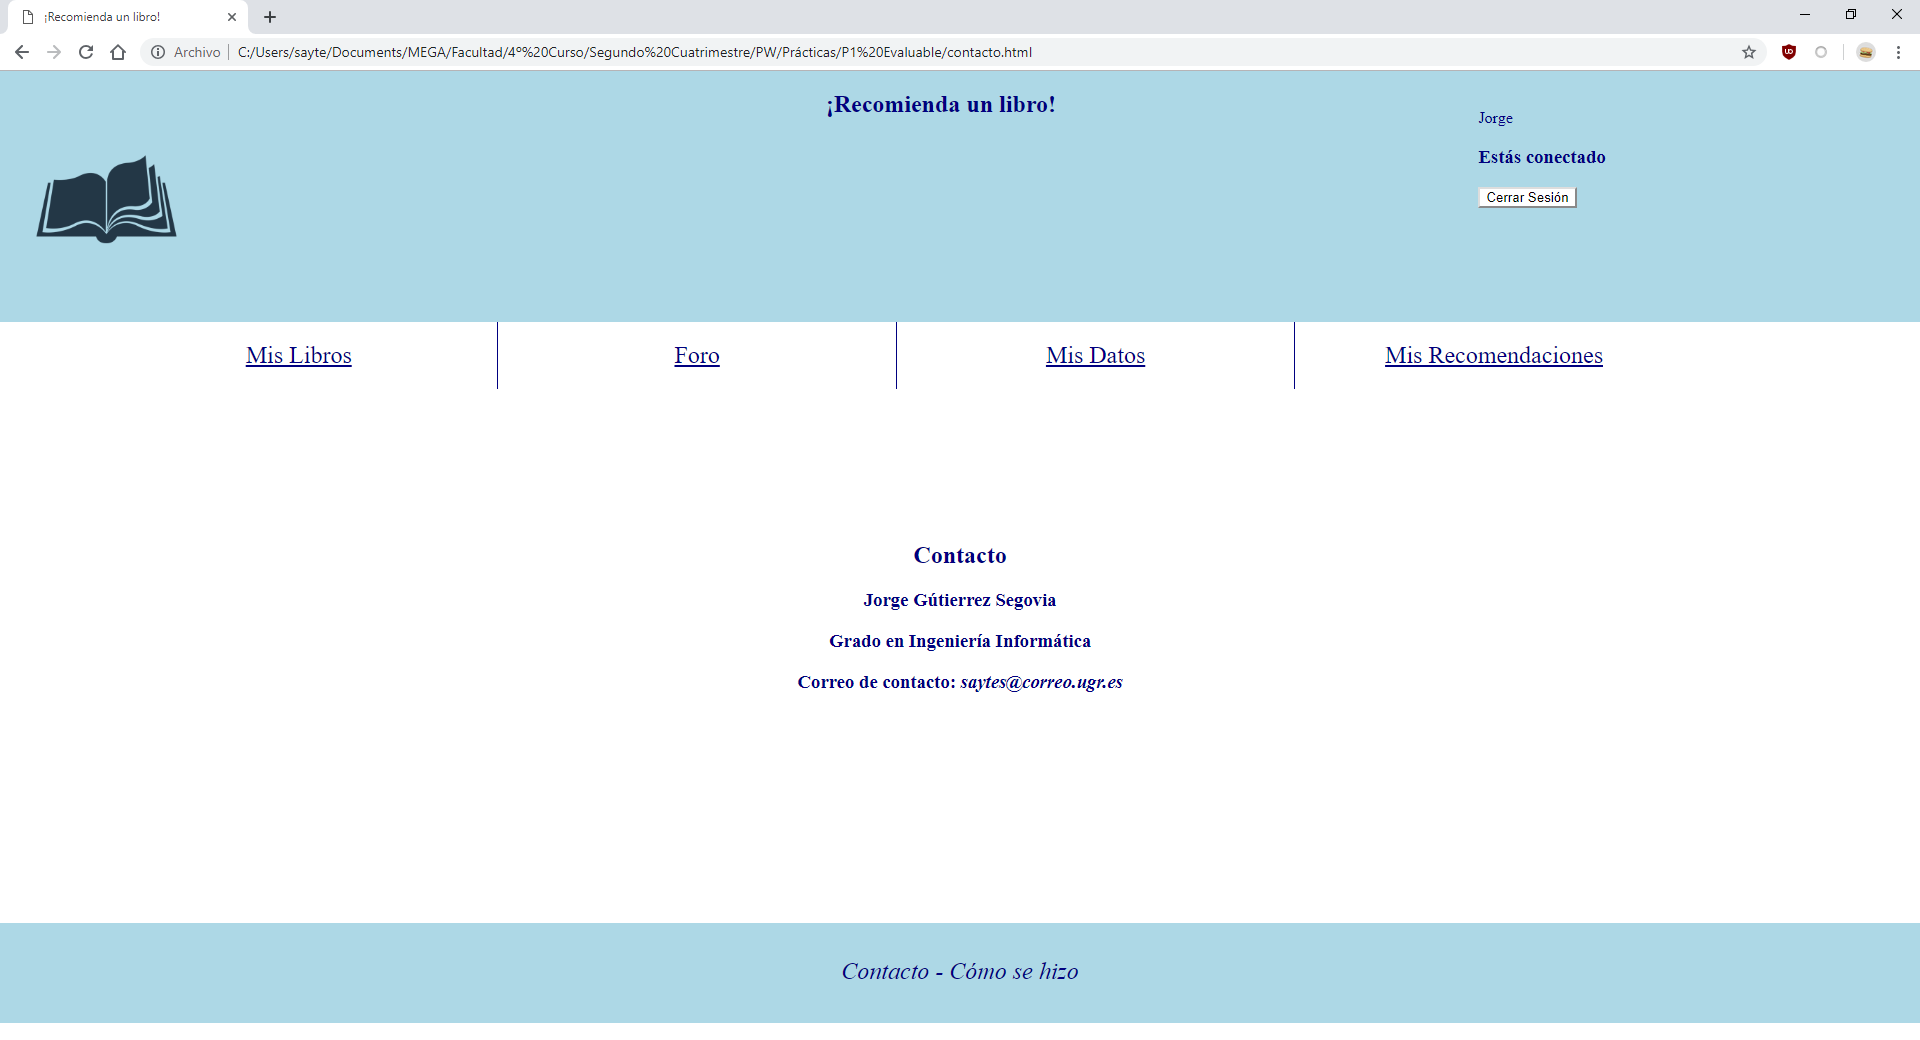 ¡Recomienda un libro!
Archivo | C:/Users/sayte/Documents/MEGA/Facultad/4º%20Curso/Segundo%20Cuatrimestre/PW/Prácticas/P1%20Evaluable/contacto.html
¡Recomienda un libro!
Jorge
Estás conectado
Cerrar Sesión
Mis Libros
Foro
Mis Datos
Mis Recomendaciones
Contacto
Jorge Gútierrez Segovia
Grado en Ingeniería Informática
Correo de contacto: saytes@correo.ugr.es
Contacto - Cómo se hizo